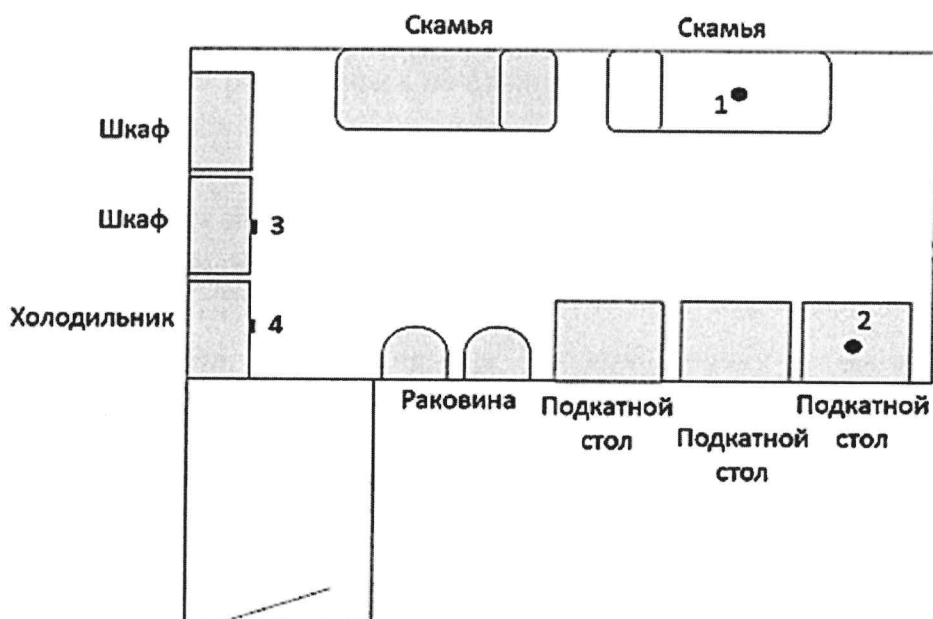 Скамья
Скамья
1
Шкаф
Шкаф
3
Холодильник
4
2
Раковина
Подкатной
стол
Подкатной
стол
Подкатной
стол